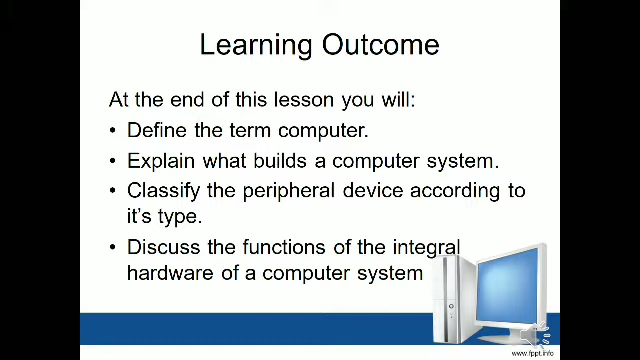 Learning Outcome
At the end of this lesson you will:
• Define the term computer.
• Explain what builds a computer system.
• Classify the peripheral device according to
it's type.
• Discuss the functions of the integral
hardware of a computer system
www.fppt.info